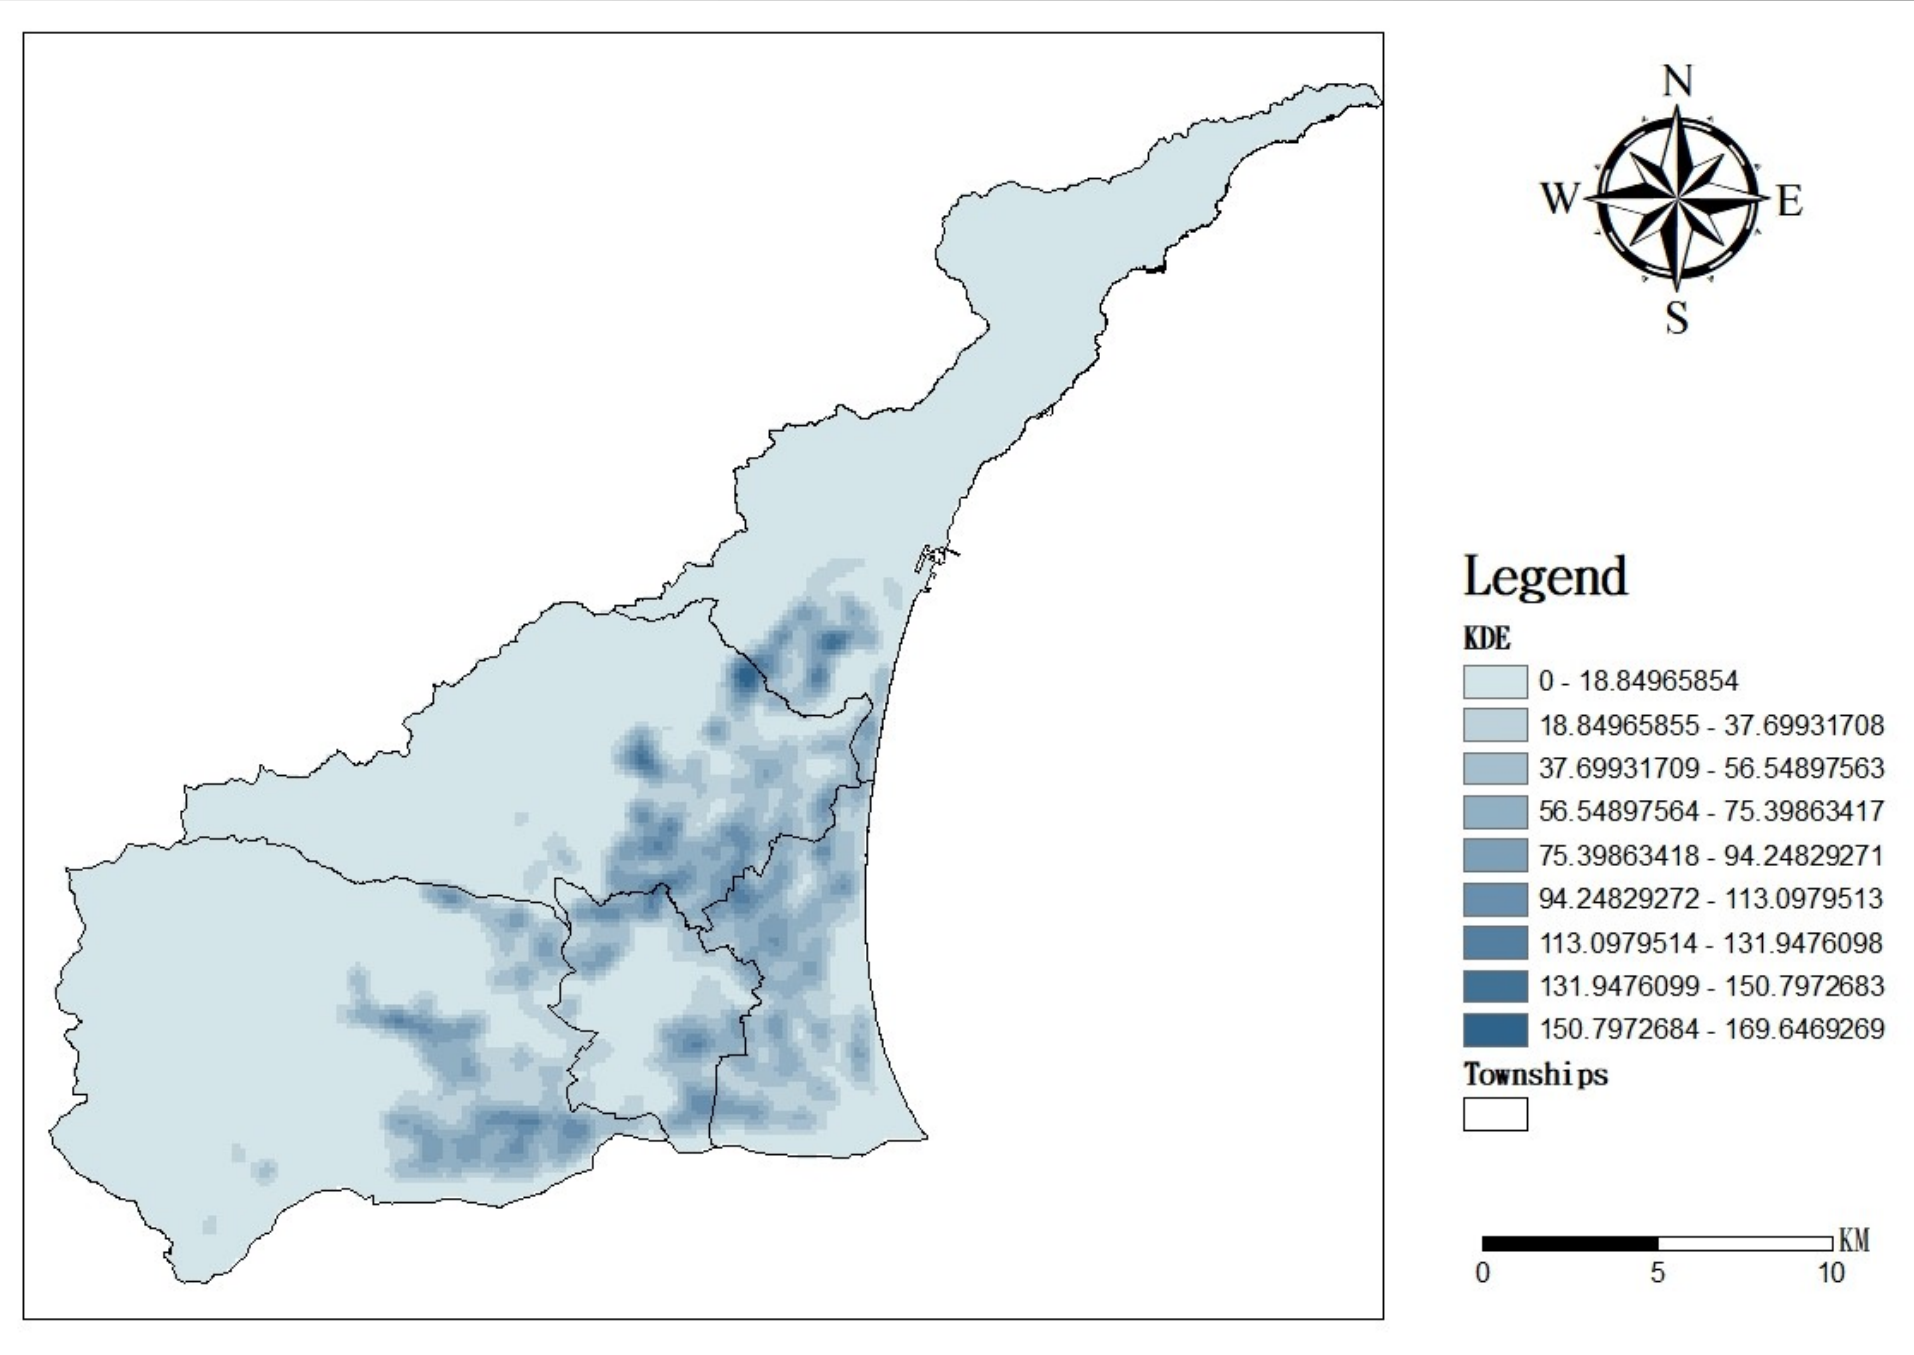 N
W
E
S
Legend
KDE
0 - 18.84965854
18.84965855 - 37.69931708
37.69931709 - 56.54897563
56.54897564 - 75.39863417
75.39863418 - 94.24829271
94.24829272 - 113.0979513
113.0979514 - 131.9476098
131.9476099 - 150.7972683
150.7972684 - 169.6469269
Townships
KM
0 5 10